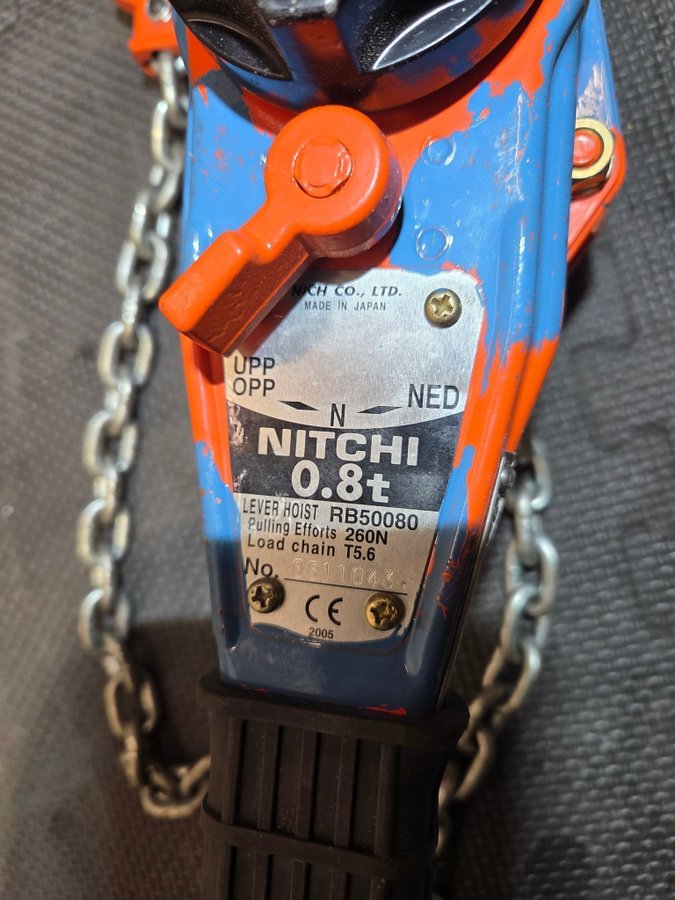 NICH CO., LTD.
MADE IN JAPAN
UPP
OPP
N
NED
NITCHI
0.8t
LEVER HOIST RB50080
Pulling Efforts 260N
Load chain T5.6
No. 0511043
CE
2005